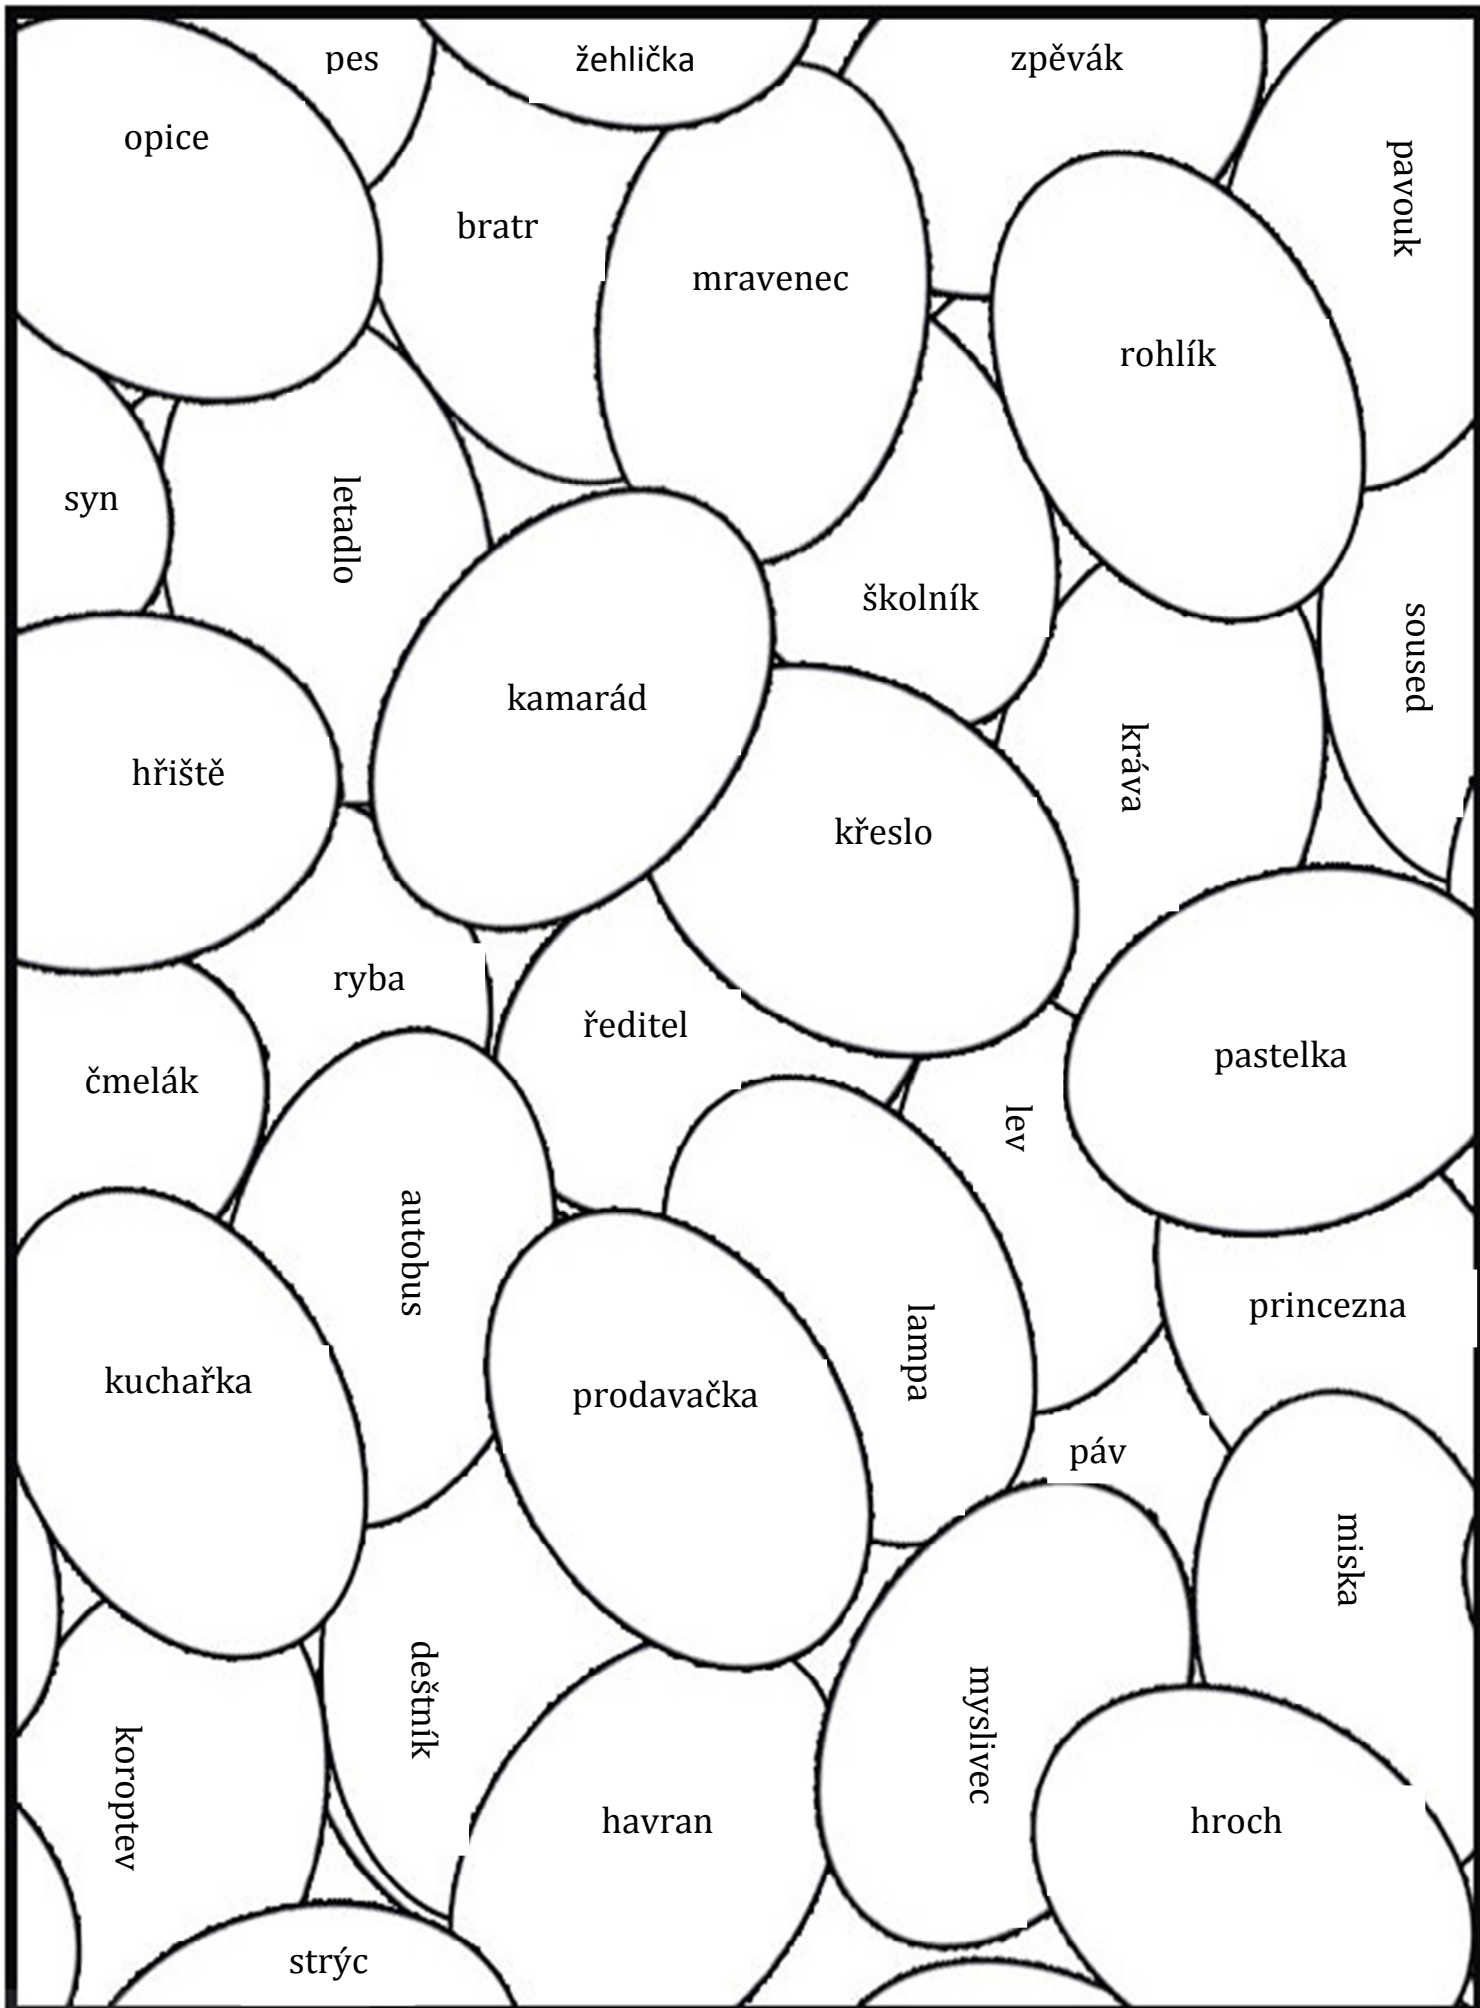 pes
žehlička
zpěvák
opice
pavouk
bratr
mravenec
rohlík
syn
letadlo
školník
soused
kamarád
kráva
hřiště
křeslo
ryba
ředitel
pastelka
čmelák
lev
autobus
princezna
lampa
kuchařka
prodavačka
páv
miska
deštník
myslivec
koroptev
havran
hroch
strýc